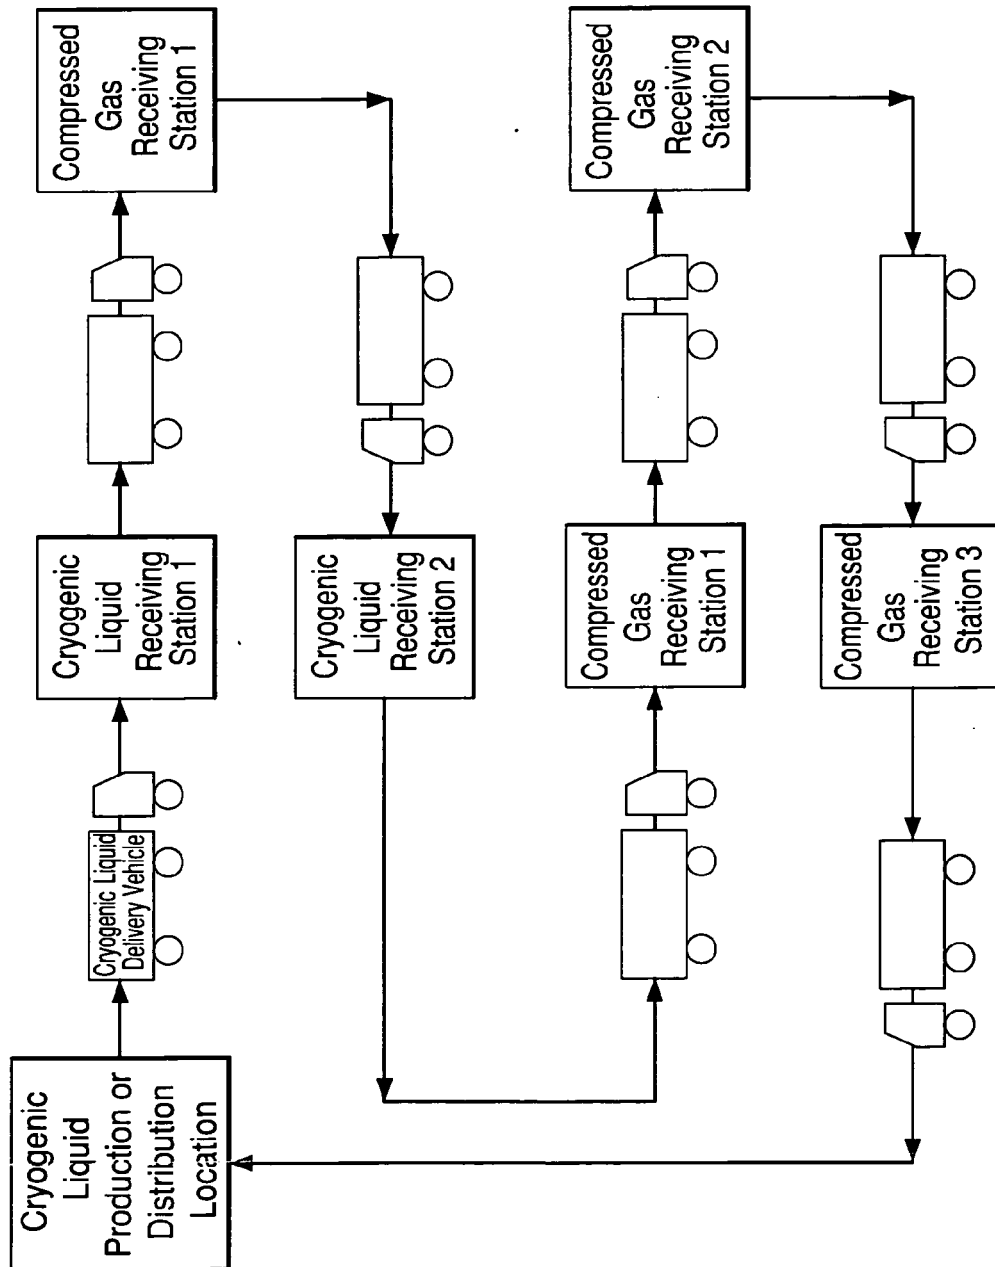 Cryogenic
Liquid
Production or
Distribution
Location
Cryogenic Liquid
Delivery Vehicle
Cryogenic
Liquid
Receiving
Station 1
Compressed
Gas
Receiving
Station 1
Cryogenic
Liquid
Receiving
Station 2
Compressed
Gas
Receiving
Station 1
Compressed
Gas
Receiving
Station 2
Compressed
Gas
Receiving
Station 3